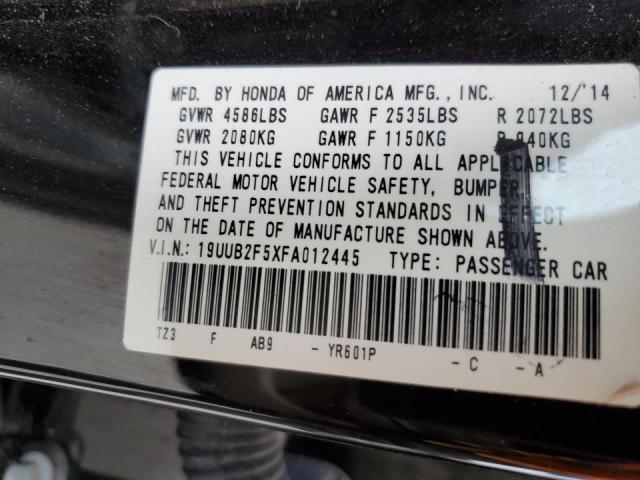 MFD. BY HONDA OF AMERICA MFG., INC. 12/'14
GVWR 4586LBS GAWR F 2535LBS R 2072LBS
GVWR 2080KG GAWR F 1150KG R 940KG
THIS VEHICLE CONFORMS TO ALL APPLICABLE
FEDERAL MOTOR VEHICLE SAFETY, BUMPER,
AND THEFT PREVENTION STANDARDS IN EFFECT
ON THE DATE OF MANUFACTURE SHOWN ABOVE.
V.I.N.: 19UUB2F5XFA012445 TYPE: PASSENGER CAR
TZ3 F AB9 - YR601P - C - A